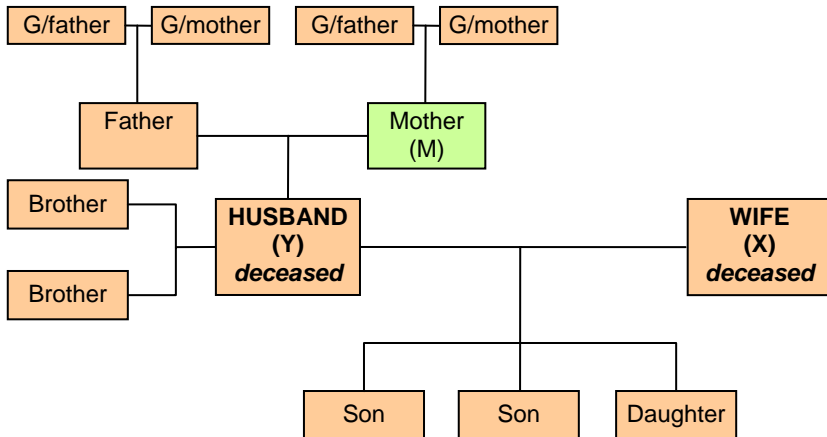 G/father
G/mother
G/father
G/mother
Father
Mother
(M)
Brother
HUSBAND
(Y)
deceased
WIFE
(X)
deceased
Brother
Son
Son
Daughter